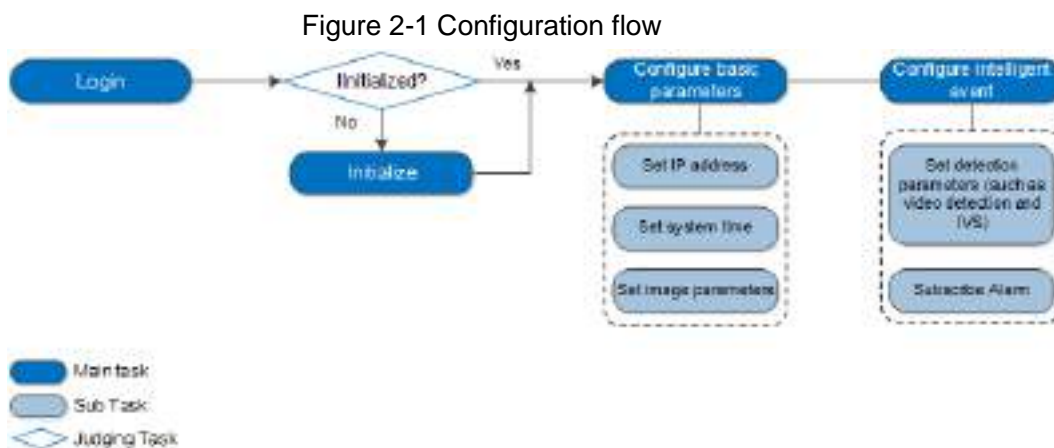 Figure 2-1 Configuration flow
Login
IInitialized?
Yes
No
Initialize
Configure basic
parameters
Set IP address
Set system time
Set image parameters
Configure intelligent
event
Set detection
parameters (such as
video detection and
IVS)
Subscribe Alarm
Main task
Sub Task
Judging Task